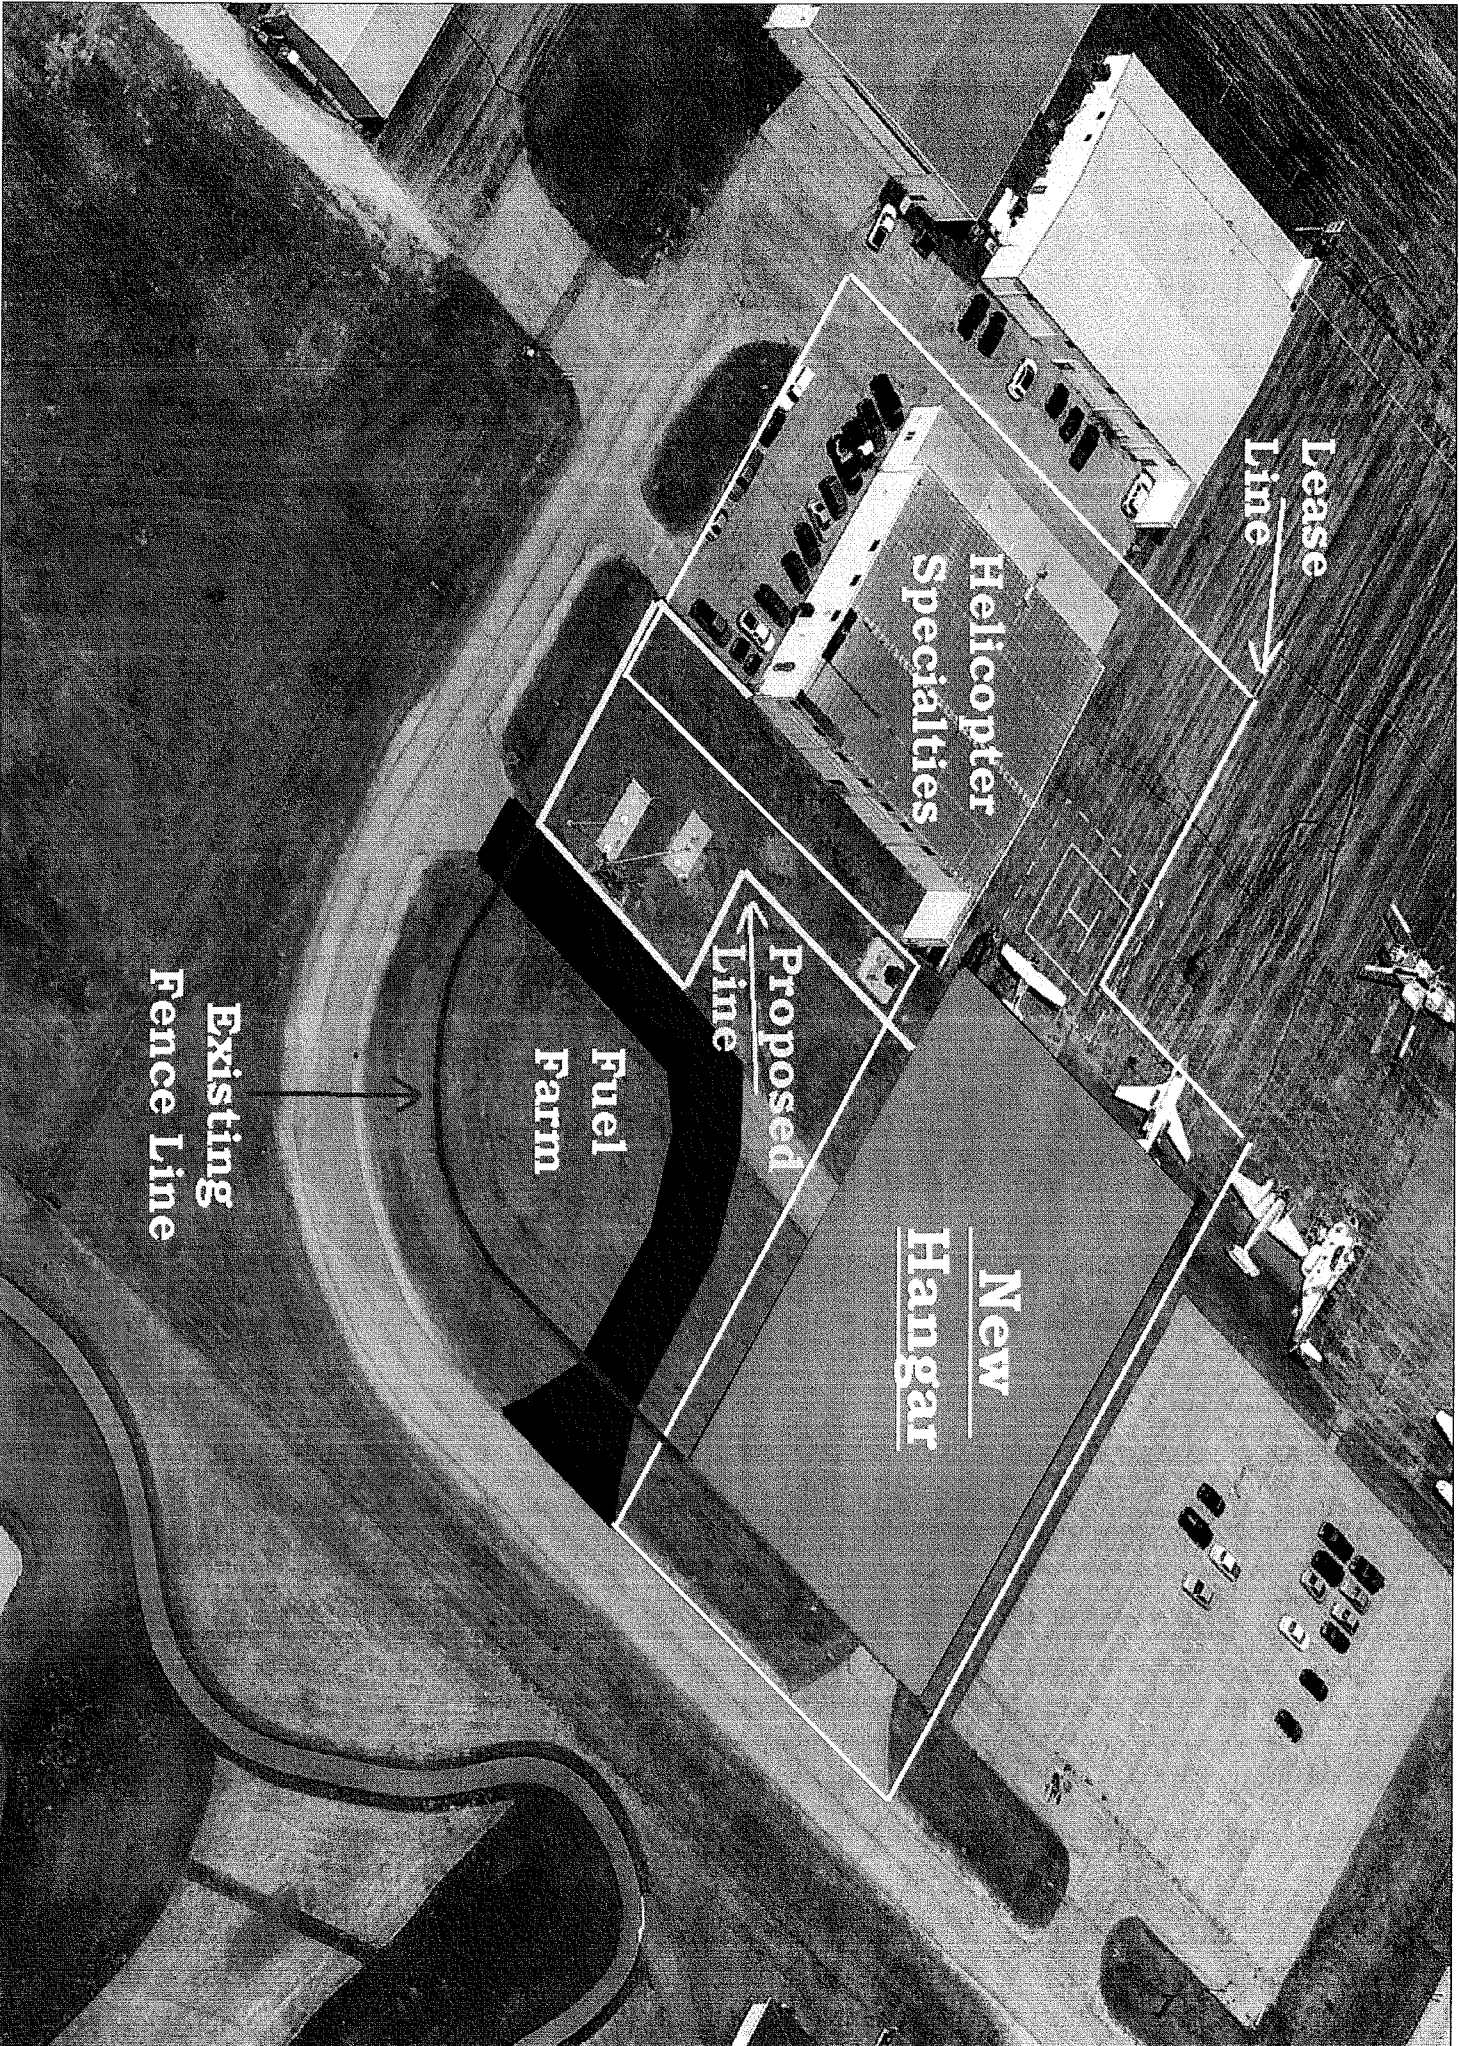 Lease
Line
H
Helicopter
Specialties
New
Hangar
Proposed
Line
Fuel
Farm
Existing
Fence Line